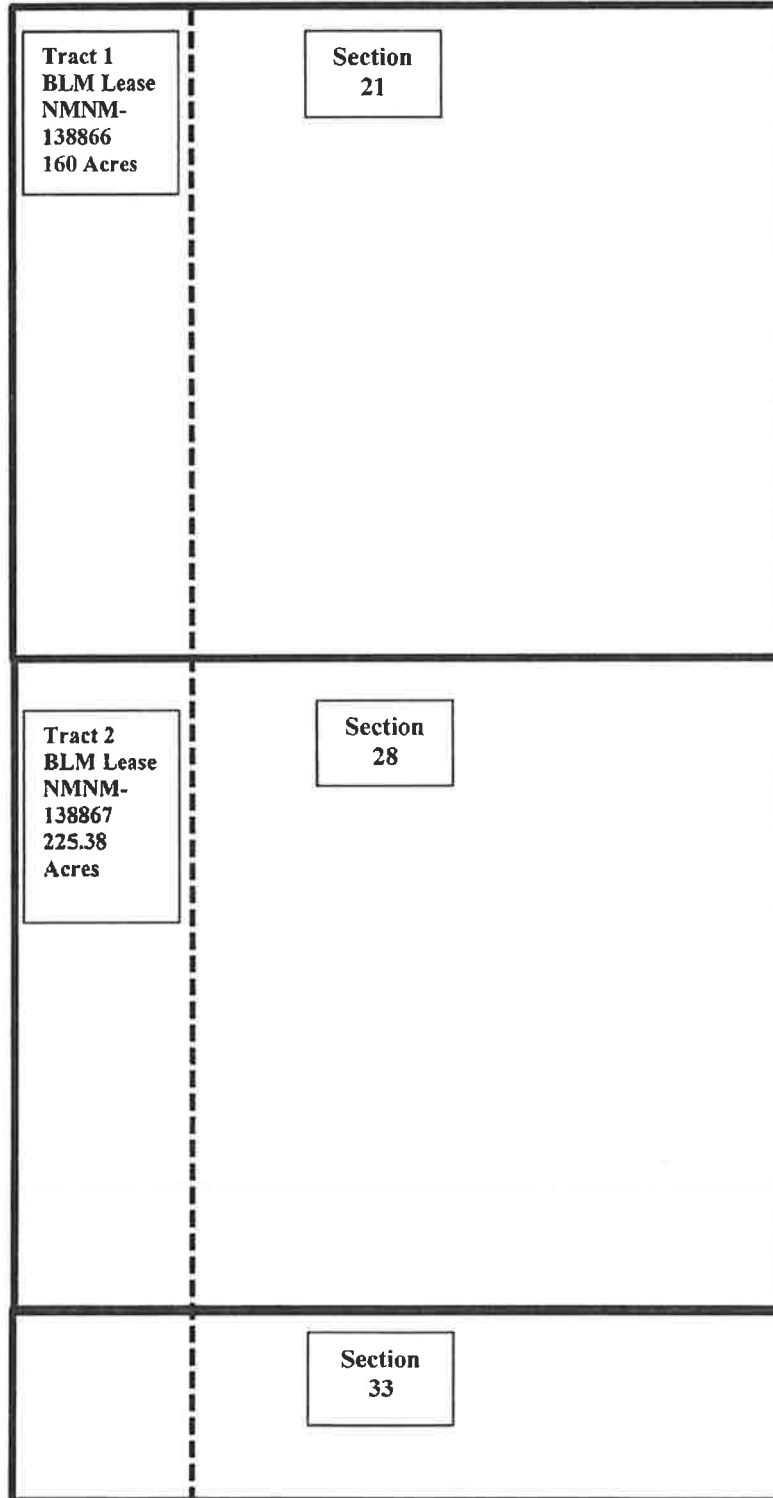 Tract 1
BLM Lease
NMNM-
138866
160 Acres
Section
21
Tract 2
BLM Lease
NMNM-
138867
225.38
Acres
Section
28
Section
33